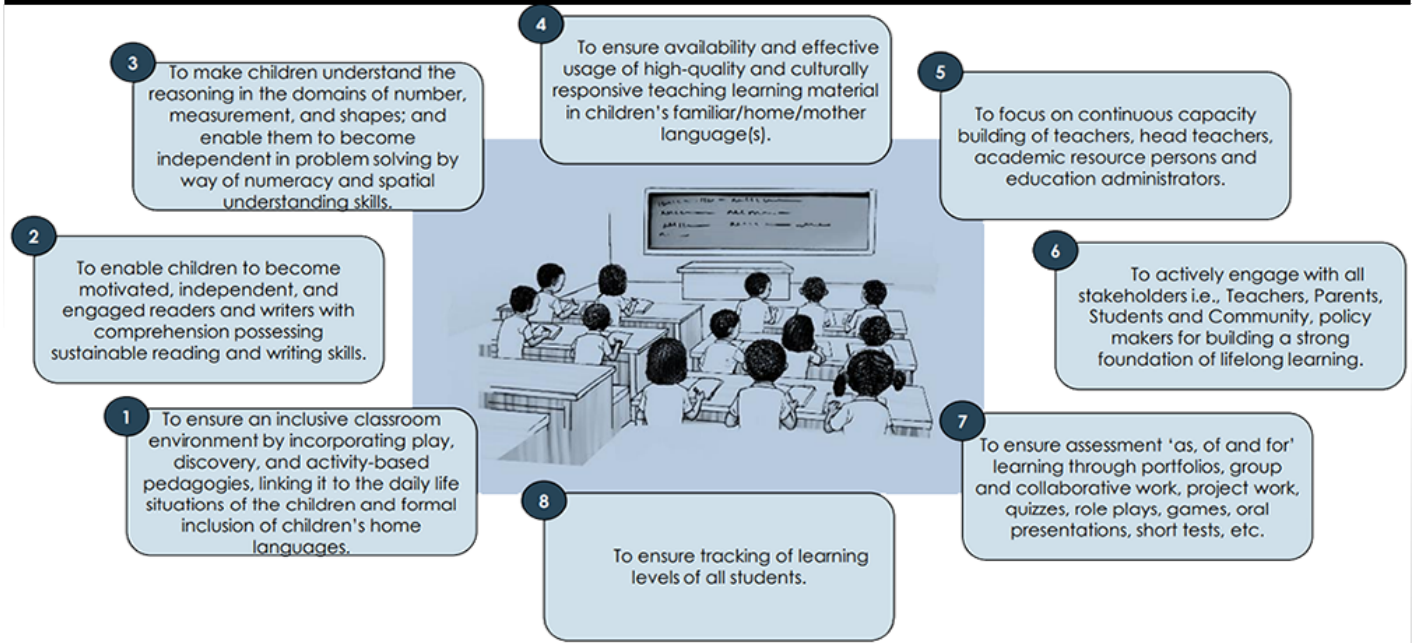 1
To ensure an inclusive classroom
environment by incorporating play,
discovery, and activity-based
pedagogies, linking it to the daily life
situations of the children and formal
inclusion of children's home
languages.
2
To enable children to become
motivated, independent, and
engaged readers and writers with
comprehension possessing
sustainable reading and writing skills.
3
To make children understand the
reasoning in the domains of number,
measurement, and shapes; and
enable them to become
independent in problem solving by
way of numeracy and spatial
understanding skills.
4
To ensure availability and effective
usage of high-quality and culturally
responsive teaching learning material
in children's familiar/home/mother
language(s).
5
To focus on continuous capacity
building of teachers, head teachers,
academic resource persons and
education administrators.
6
To actively engage with all
stakeholders i.e., Teachers, Parents,
Students and Community, policy
makers for building a strong
foundation of lifelong learning.
7
To ensure assessment 'as, of and for'
learning through portfolios, group
and collaborative work, project work,
quizzes, role plays, games, oral
presentations, short tests, etc.
8
To ensure tracking of learning
levels of all students.